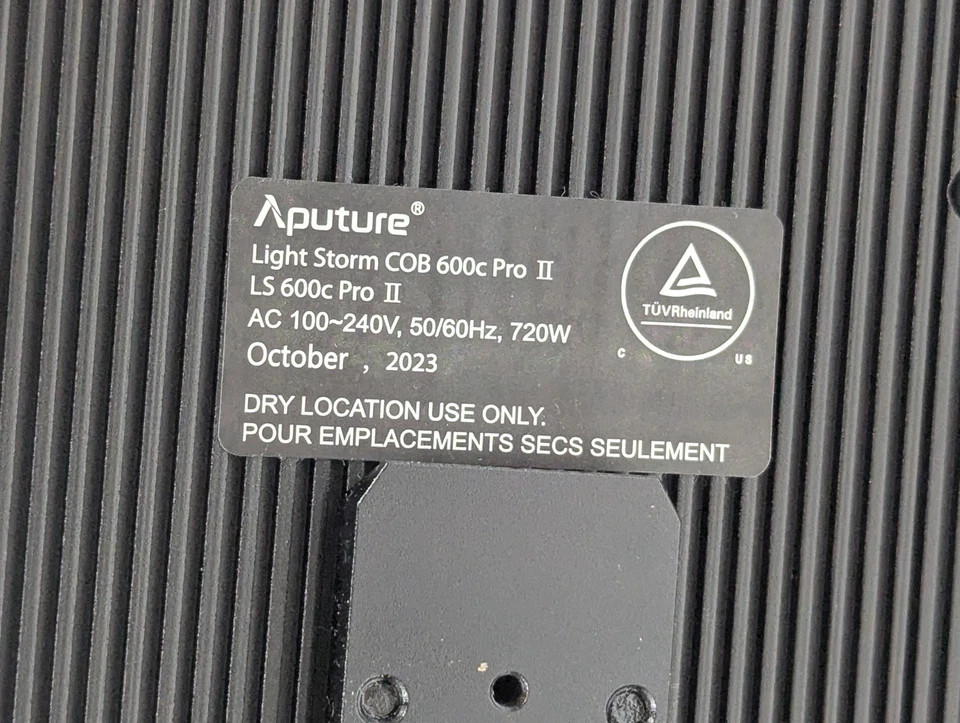 Aputure®
Light Storm COB 600c Pro Ⅱ
LS 600c Pro Ⅱ
AC 100~240V, 50/60Hz, 720W
October , 2023
DRY LOCATION USE ONLY.
POUR EMPLACEMENTS SECS SEULEMENT
TÜVRheinland
C US